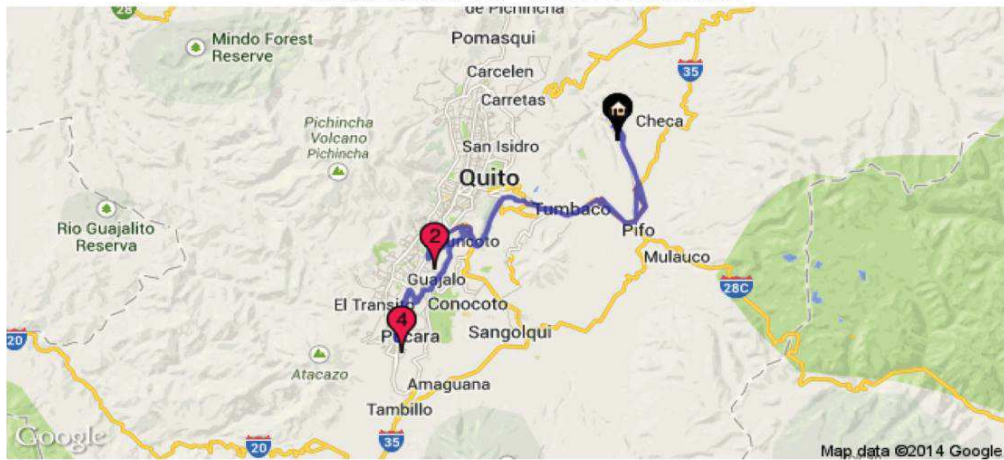 de Pichincha
28
Mindo Forest
Reserve
Pomasqui
Carcelen
35
Carretas
Checa
Pichincha
Volcano
Pichincha
San Isidro
Quito
Tumbaco
Rio Guajalito
Reserva
2
Pifo
Mulauco
Guajalo
28C
El Transito
Conocoto
4
Sangolqui
20
Atacazo
Amaguana
Tambillo
Google
20
35
Map data ©2014 Google